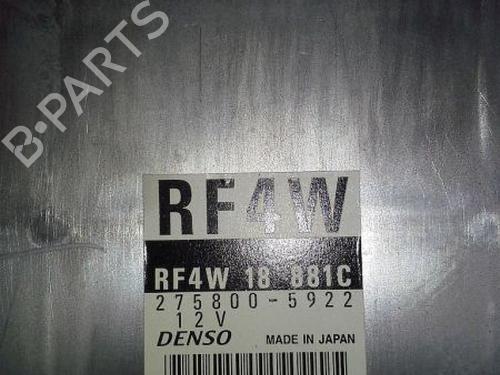 B-PARTS
RF4W
RF4W 18 881C
275800-5922
12V
DENSO MADE IN JAPAN